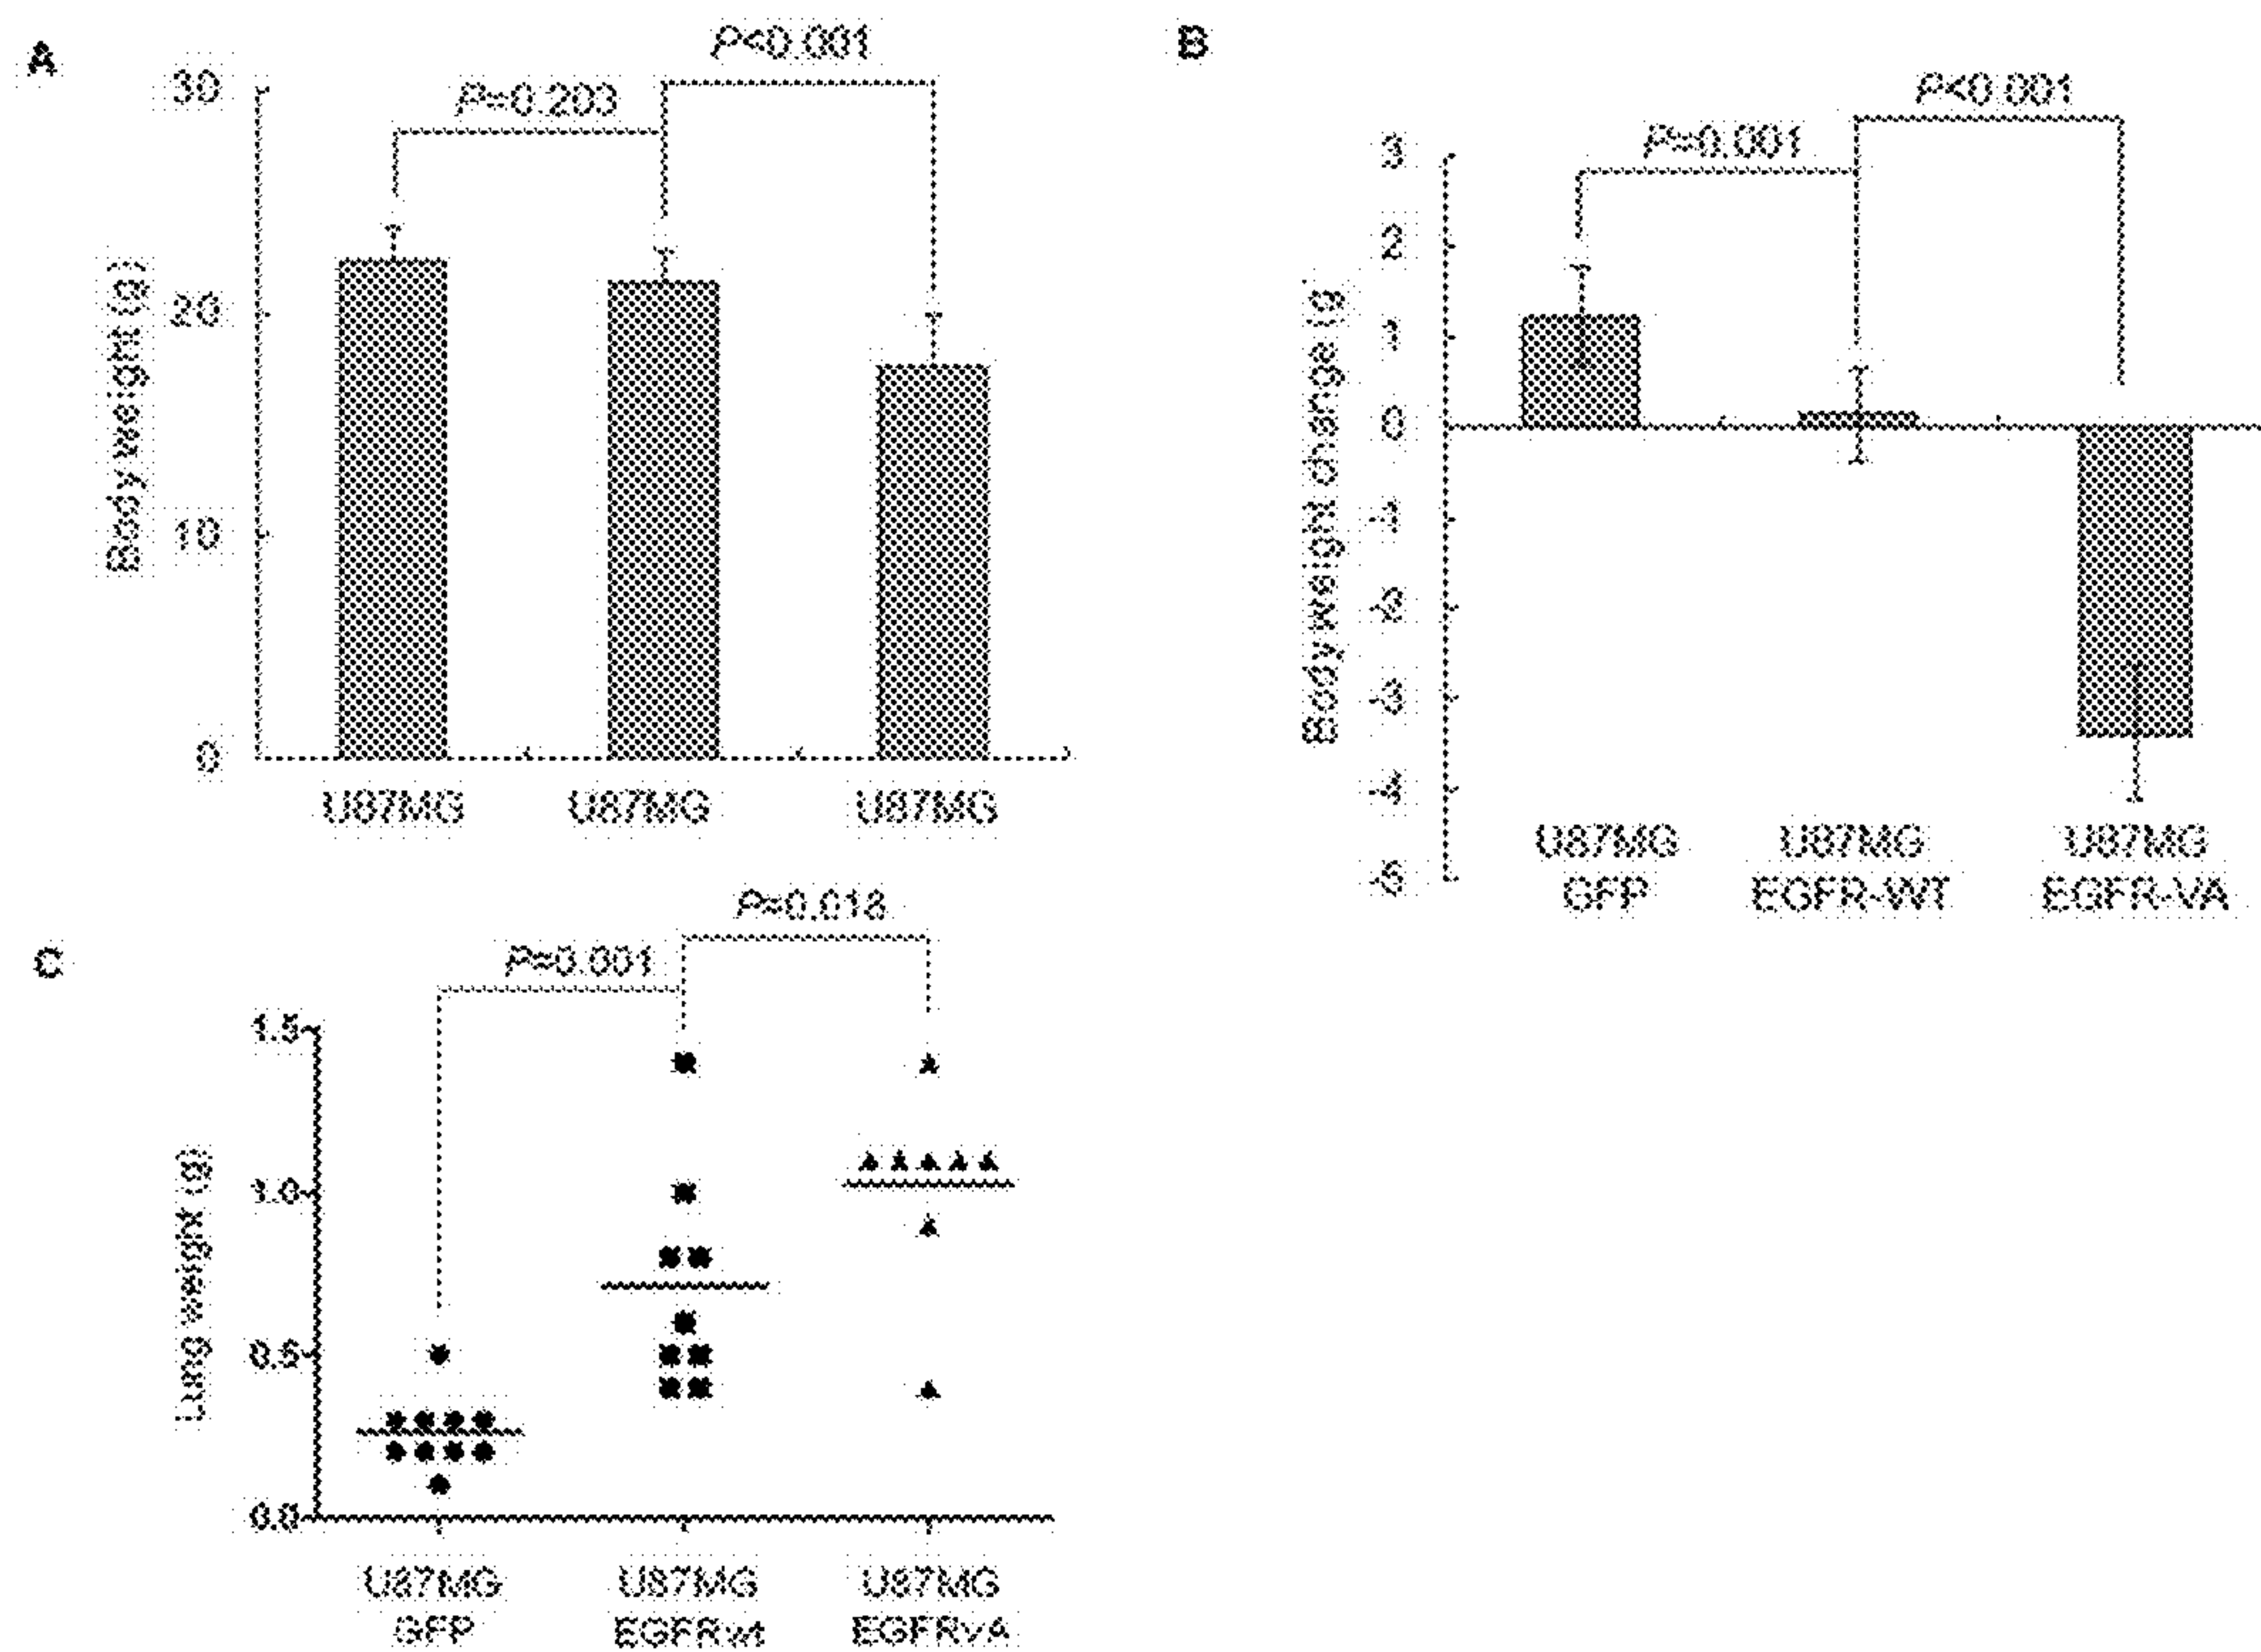 A
P<0.001
P=0.203
30
20
10
0
Body weight (g)
U87MG
U87MG
U87MG
B
P<0.001
P=0.001
3
2
1
0
-1
-2
-3
-4
-5
Body weight change (g
U87MG
GFP
U87MG
EGFR-WT
U87MG
EGFR-VA
C
P=0.018
P=0.001
1.5
1.0
0.5
0.0
Lung weight (g)
U87MG
GFP
U87MG
EGFRwt
U87MG
EGFRvA